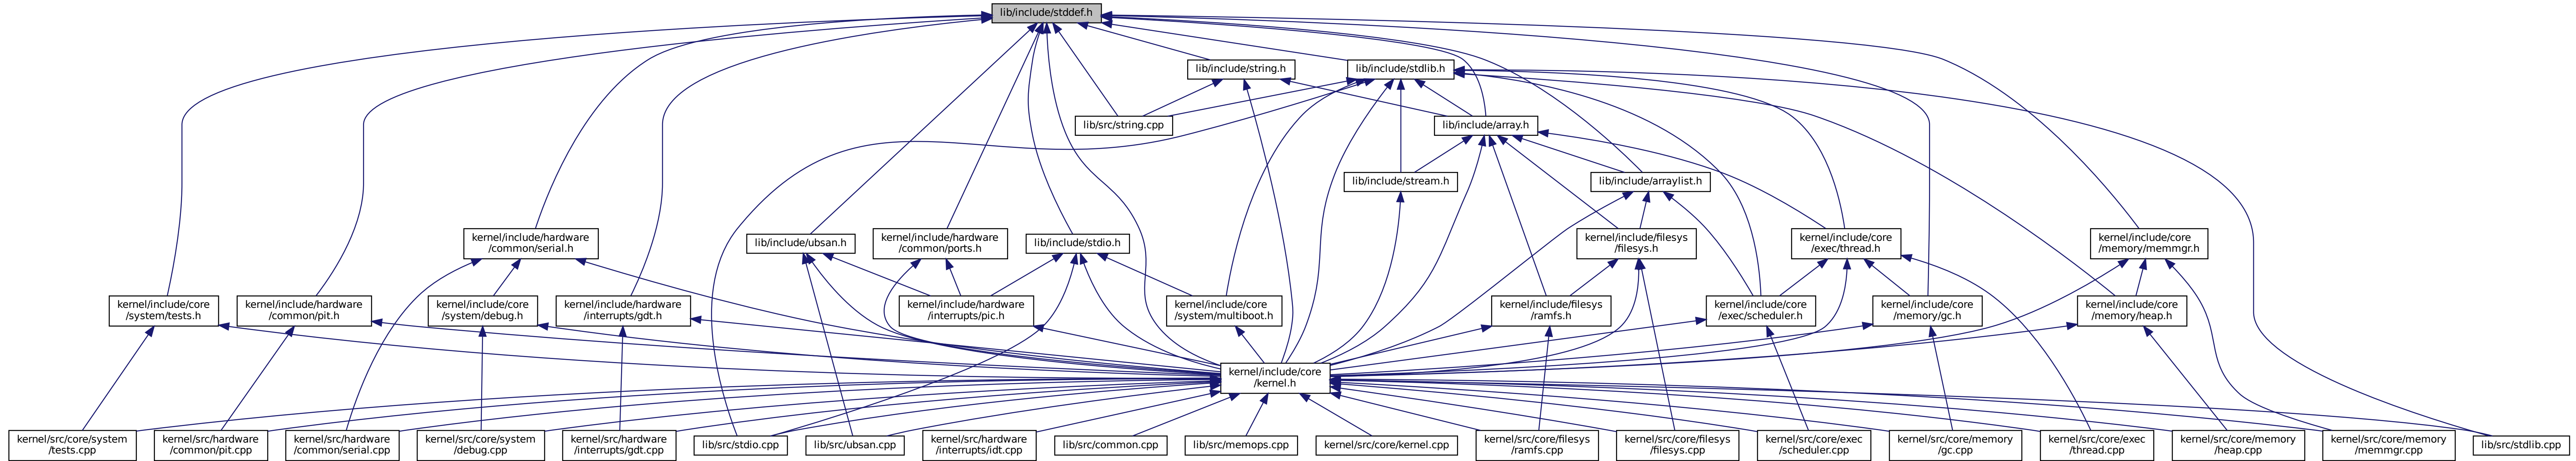 lib/include/stddef.h
lib/include/string.h
lib/include/stdlib.h
lib/src/string.cpp
lib/include/array.h
lib/include/stream.h
lib/include/arraylist.h
kernel/include/hardware
/common/serial.h
lib/include/ubsan.h
kernel/include/hardware
/common/ports.h
lib/include/stdio.h
kernel/include/filesys
/filesys.h
kernel/include/core
/exec/thread.h
kernel/include/core
/memory/memmgr.h
kernel/include/core
/system/tests.h
kernel/include/hardware
/common/pit.h
kernel/include/core
/system/debug.h
kernel/include/hardware
/interrupts/gdt.h
kernel/include/hardware
/interrupts/pic.h
kernel/include/core
/system/multiboot.h
kernel/include/filesys
/ramfs.h
kernel/include/core
/exec/scheduler.h
kernel/include/core
/memory/gc.h
kernel/include/core
/memory/heap.h
kernel/include/core
/kernel.h
kernel/src/core/system
/tests.cpp
kernel/src/hardware
/common/pit.cpp
kernel/src/hardware
/common/serial.cpp
kernel/src/core/system
/debug.cpp
kernel/src/hardware
/interrupts/gdt.cpp
lib/src/stdio.cpp
lib/src/ubsan.cpp
kernel/src/hardware
/interrupts/idt.cpp
lib/src/common.cpp
lib/src/memops.cpp
kernel/src/core/kernel.cpp
kernel/src/core/filesys
/ramfs.cpp
kernel/src/core/filesys
/filesys.cpp
kernel/src/core/exec
/scheduler.cpp
kernel/src/core/memory
/gc.cpp
kernel/src/core/exec
/thread.cpp
kernel/src/core/memory
/heap.cpp
kernel/src/core/memory
/memmgr.cpp
lib/src/stdlib.cpp